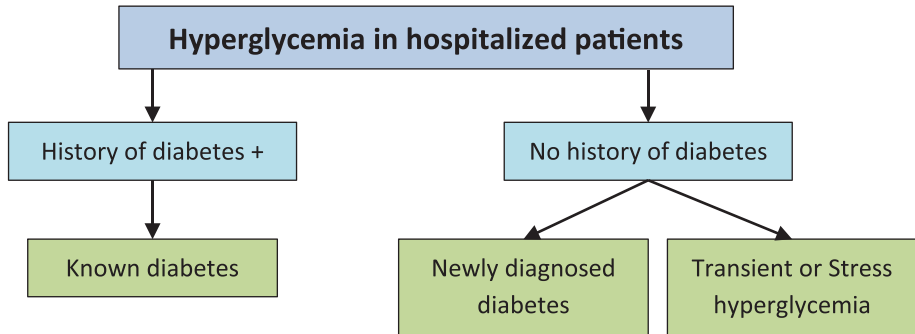 Hyperglycemia in hospitalized patients
History of diabetes +
No history of diabetes
Known diabetes
Newly diagnosed
diabetes
Transient or Stress
hyperglycemia